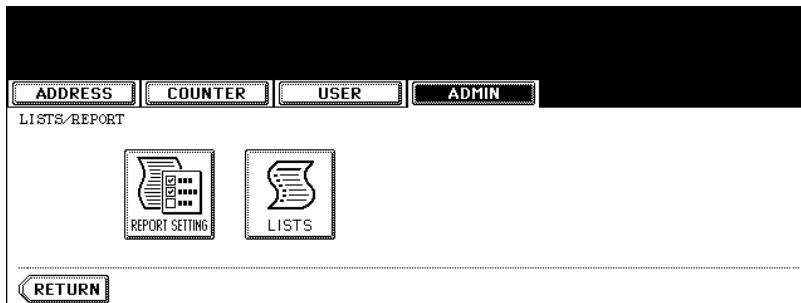 ADDRESS COUNTER USER ADMIN
LISTS/REPORT
REPORT SETTING LISTS
RETURN